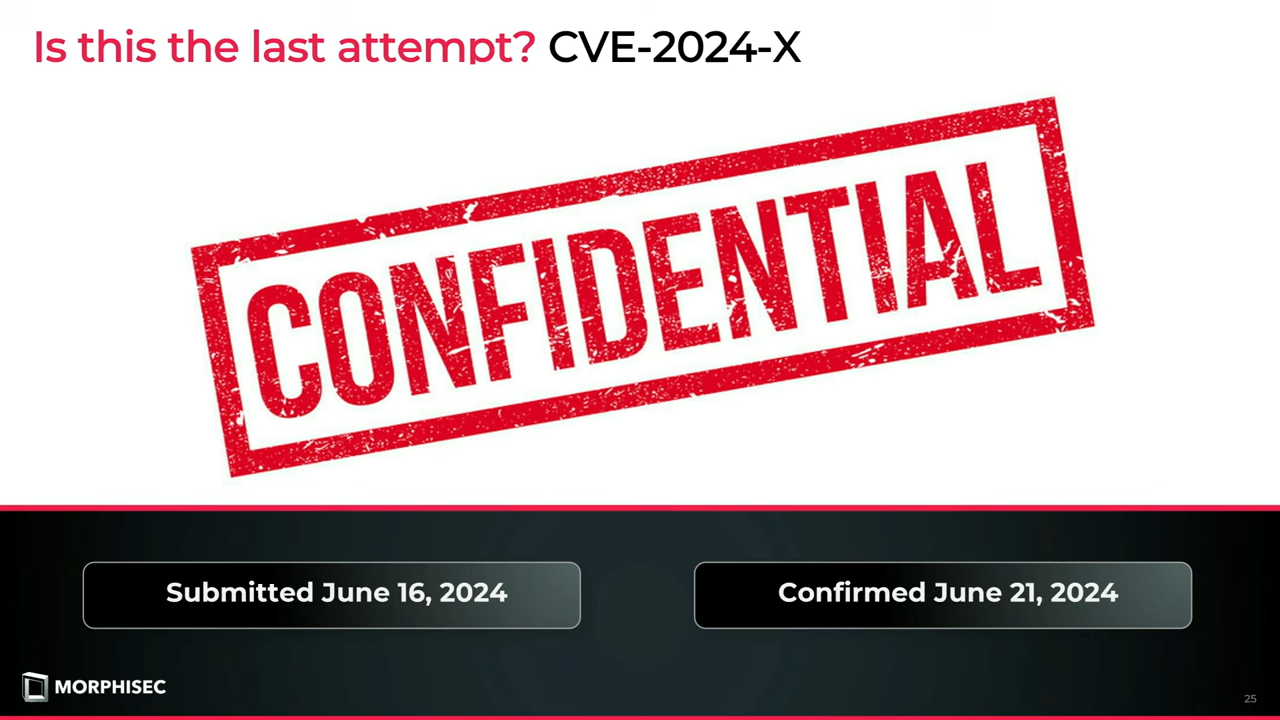 Is this the last attempt? CVE-2024-X
CONFIDENTIAL
Submitted June 16, 2024
Confirmed June 21, 2024
MORPHISEC
25